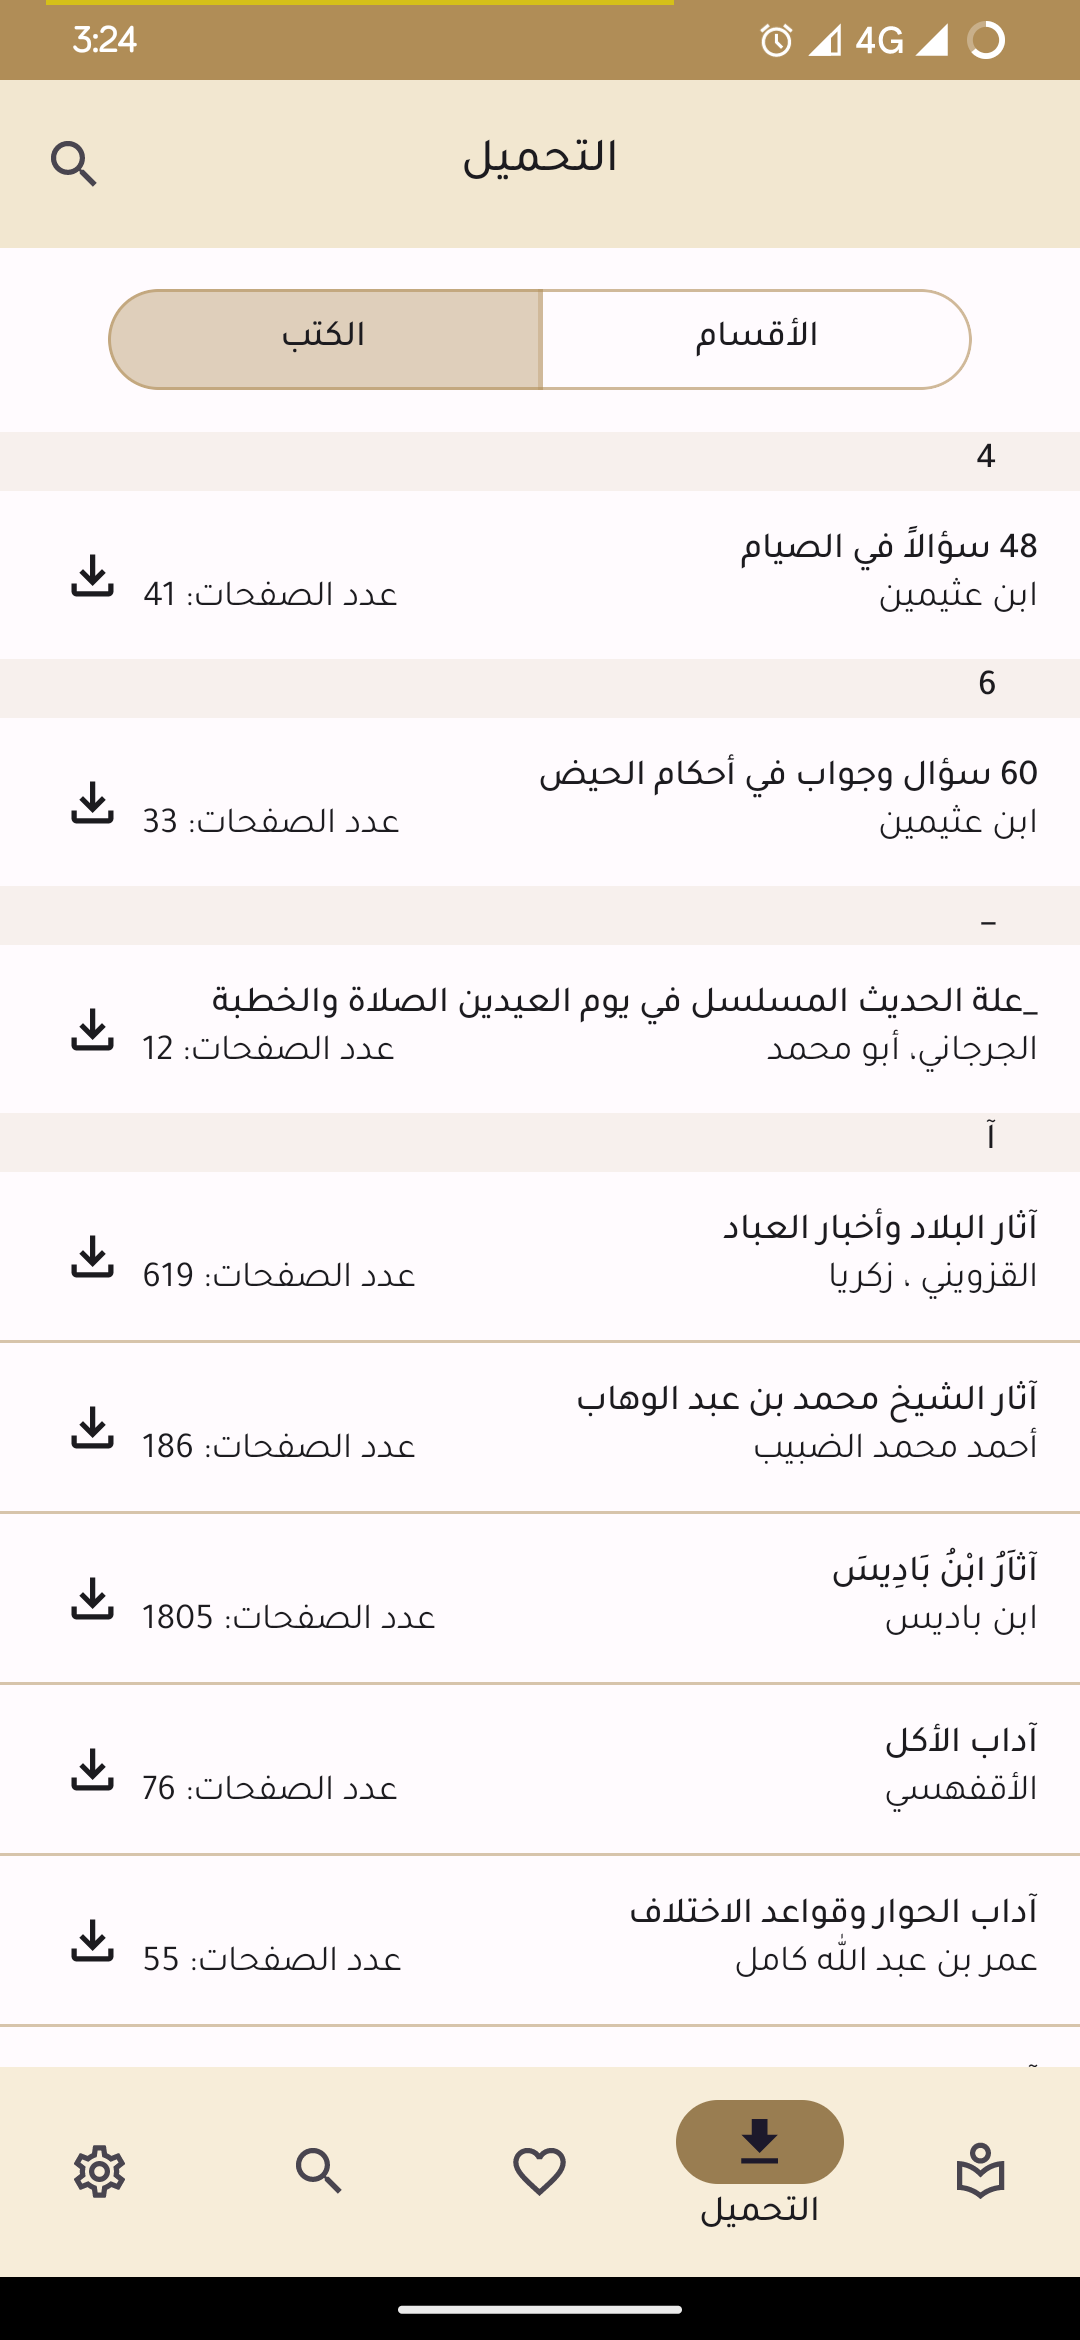 3:24
4G
التحميل
الأقسام
الكتب
4
48 سؤالاً في الصيام
ابن عثيمين
عدد الصفحات: 41
6
60 سؤال وجواب في أحكام الحيض
ابن عثيمين
عدد الصفحات: 33
_
_علة الحديث المسلسل في يوم العيدين الصلاة والخطبة
الجرجاني، أبو محمد
عدد الصفحات: 12
آ
آثار البلاد وأخبار العباد
القزويني ، زكريا
عدد الصفحات: 619
آثار الشيخ محمد بن عبد الوهاب
أحمد محمد الضبيب
عدد الصفحات: 186
آثَارُ ابْنُ بَادِيسَ
ابن باديس
عدد الصفحات: 1805
آداب الأكل
الأقفهسي
عدد الصفحات: 76
آداب الحوار وقواعد الاختلاف
عمر بن عبد الله كامل
عدد الصفحات: 55
التحميل